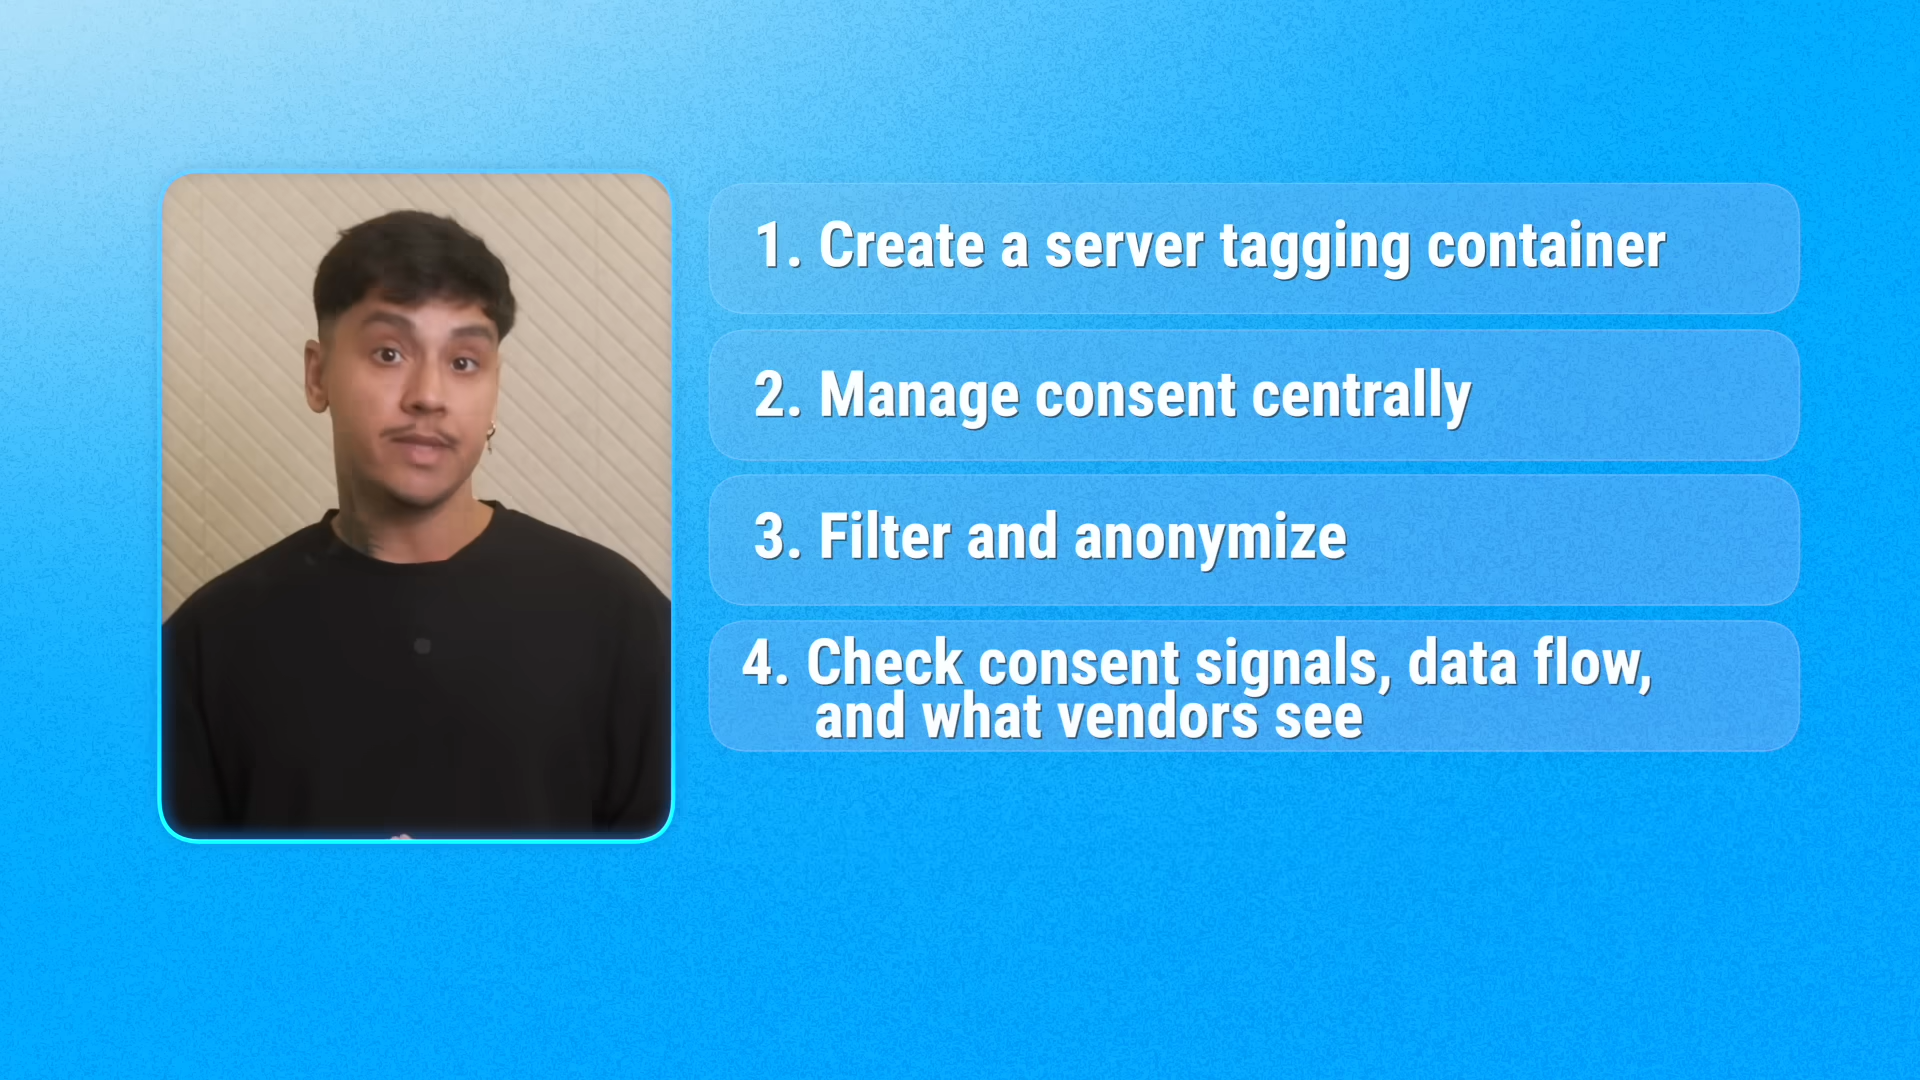 1. Create a server tagging container
2. Manage consent centrally
3. Filter and anonymize
4. Check consent signals, data flow,
and what vendors see